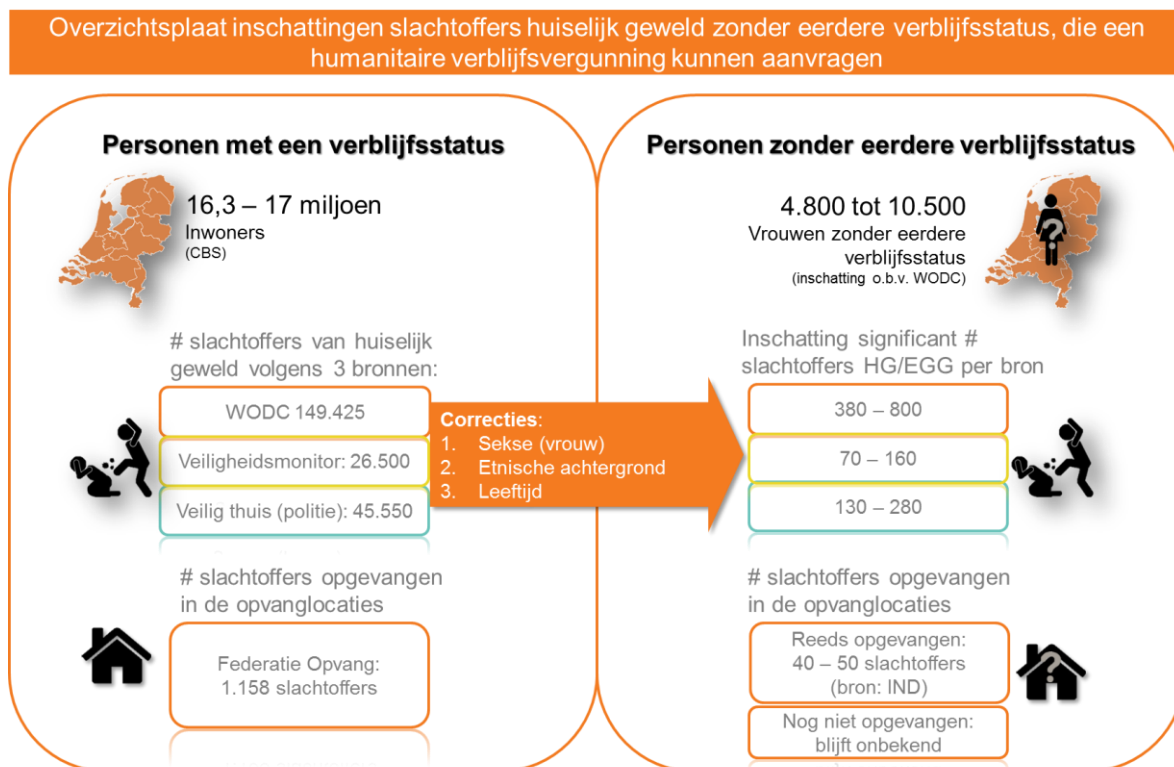 Overzichtsplaat inschattingen slachtoffers huiselijk geweld zonder eerdere verblijfsstatus, die een
humanitaire verblijfsvergunning kunnen aanvragen
Personen met een verblijfsstatus
16,3 – 17 miljoen
Inwoners
(CBS)
# slachtoffers van huiselijk
geweld volgens 3 bronnen:
WODC 149.425
Veiligheidsmonitor: 26.500
Veilig thuis (politie): 45.550
# slachtoffers opgevangen
in de opvanglocaties
Federatie Opvang:
1.158 slachtoffers
Correcties:
1. Sekse (vrouw)
2. Etnische achtergrond
3. Leeftijd
Personen zonder eerdere verblijfsstatus
4.800 tot 10.500
Vrouwen zonder eerdere
verblijfsstatus
(inschatting o.b.v. WODC)
?
Inschatting significant #
slachtoffers HG/EGG per bron
380 – 800
70 – 160
130 – 280
# slachtoffers opgevangen
in de opvanglocaties
Reeds opgevangen:
40 – 50 slachtoffers
(bron: IND)
?
Nog niet opgevangen:
blijft onbekend